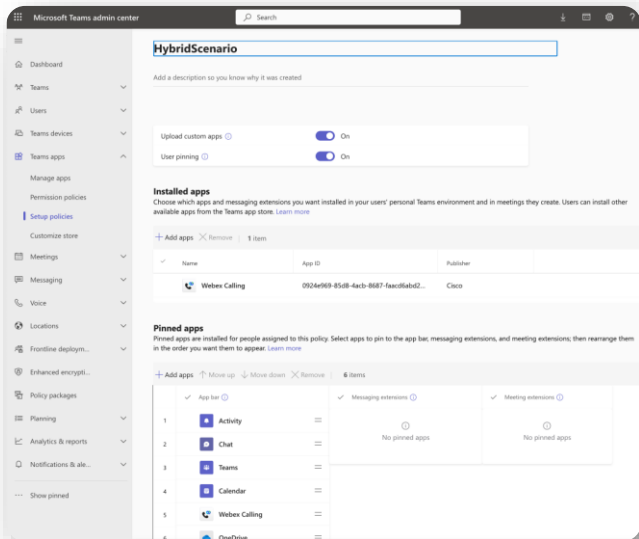 Microsoft Teams admin center
Search
?
HybridScenario
Add a description so you know why it was created
Dashboard
Teams
Users
Teams devices
Teams apps
Manage apps
Permission policies
Setup policies
Customize store
Meetings
Messaging
Voice
Locations
Frontline deploym...
Enhanced encrypti...
Policy packages
Planning
Analytics & reports
Notifications & ale...
Show pinned
Upload custom apps On
User pinning On
Installed apps
Choose which apps and messaging extensions you want installed in your users' personal Teams environment and in meetings they create. Users can install other
available apps from the Teams app store. Learn more
Add apps Remove 1 item
Name App ID Publisher
Webex Calling 0924e969-85d8-4acb-8687-faacd6abd2... Cisco
Pinned apps
Pinned apps are installed for people assigned to this policy. Select apps to pin to the app bar, messaging extensions, and meeting extensions; then rearrange them
in the order you want them to appear. Learn more
Add apps Move up Move down Remove 6 items
App bar Messaging extensions Meeting extensions
1 Activity
No pinned apps No pinned apps
2 Chat
3 Teams
4 Calendar
5 Webex Calling
6 OneDrive